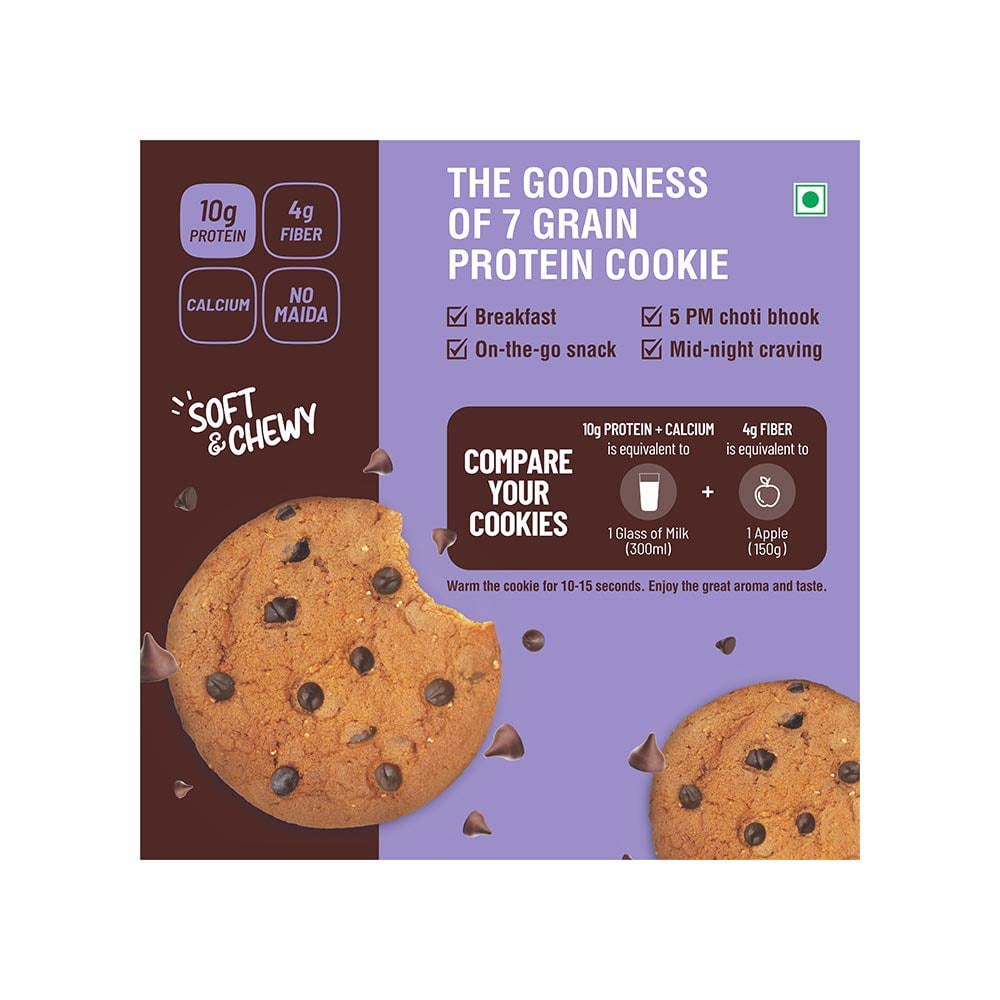 10g
PROTEIN
4g
FIBER
CALCIUM
NO
MAIDA
SOFT
& CHEWY
THE GOODNESS
OF 7 GRAIN
PROTEIN COOKIE
Breakfast
5 PM choti bhook
On-the-go snack
Mid-night craving
COMPARE
YOUR
COOKIES
10g PROTEIN + CALCIUM
is equivalent to
1 Glass of Milk
(300ml)
+
4g FIBER
is equivalent to
1 Apple
(150g)
Warm the cookie for 10-15 seconds. Enjoy the great aroma and taste.